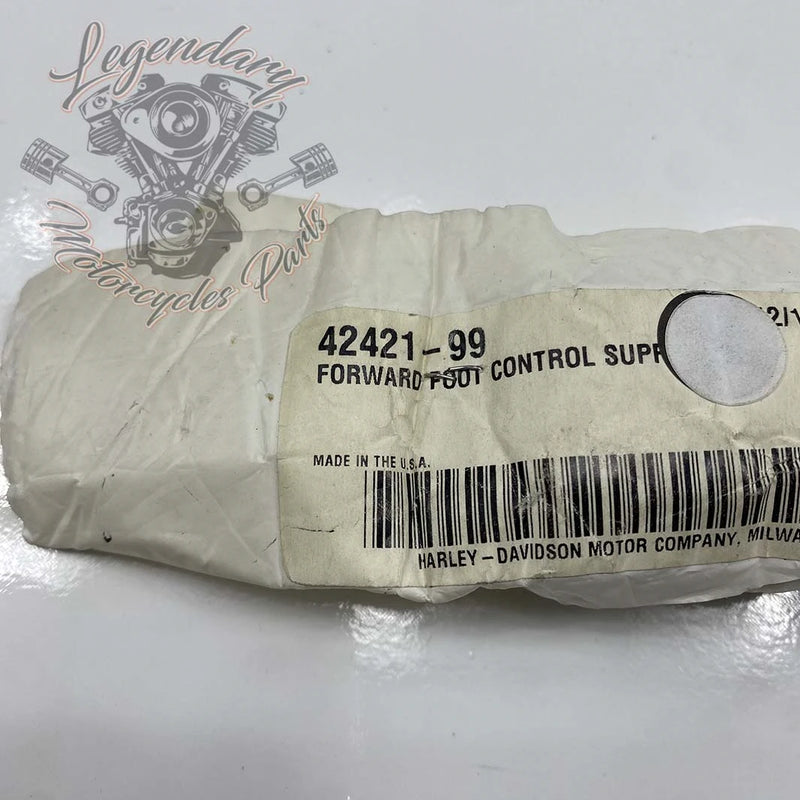 Legendary
Motorcycles Parts
42421-99
FORWARD FOOT CONTROL SUPP
MADE IN THE U.S.A.
HARLEY-DAVIDSON MOTOR COMPANY, MILWA